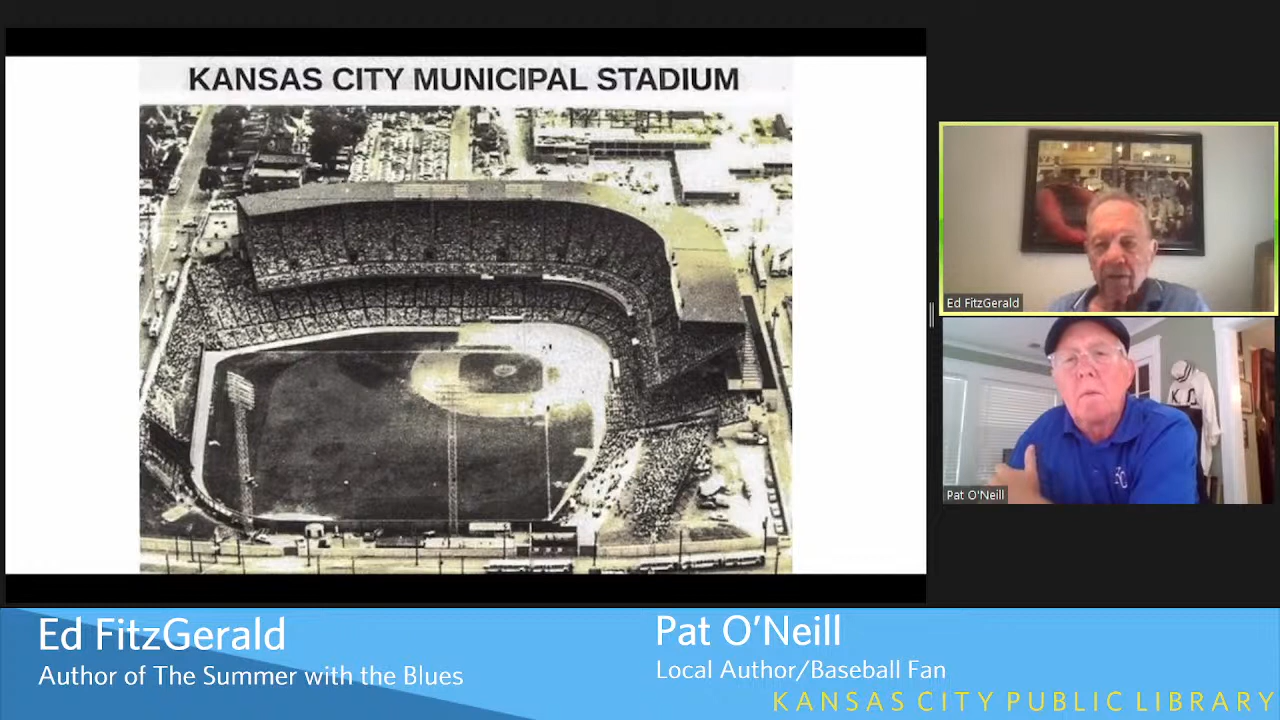 KANSAS CITY MUNICIPAL STADIUM
Ed FitzGerald
KC
Pat O'Neill
Ed FitzGerald
Author of The Summer with the Blues
Pat O'Neill
Local Author/Baseball Fan
KANSAS CITY PUBLIC LIBRARY